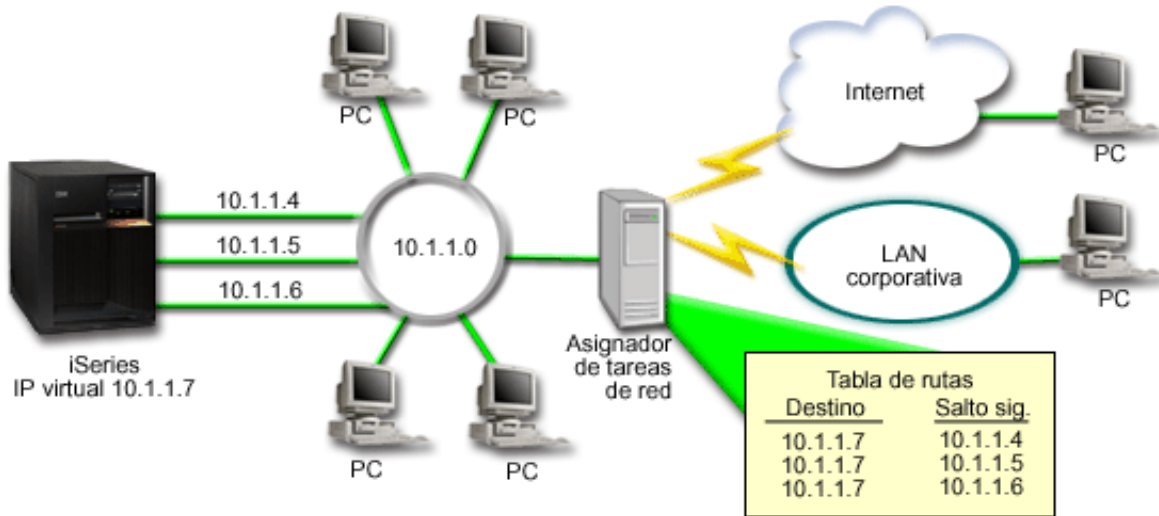 PC
PC
Internet
PC
10.1.1.4
10.1.1.5
10.1.1.6
10.1.1.0
LAN
corporativa
PC
iSeries
IP virtual 10.1.1.7
Asignador
de tareas
de red
PC
PC
Tabla de rutas
Destino Salto sig.
10.1.1.7 10.1.1.4
10.1.1.7 10.1.1.5
10.1.1.7 10.1.1.6